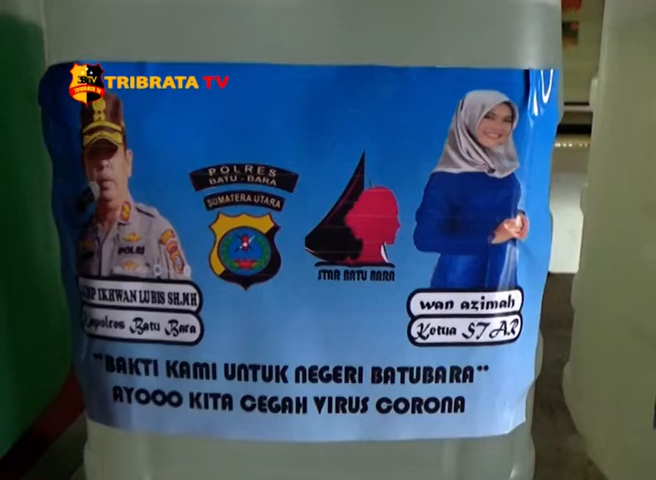 TRIBRATA TV
POLRES
BATU - BARA
SUMATERA UTARA
STAR BATU BARA
BP IKHWAN LUBIS SH.MH
Kapolres Batu Bara
wan azimah
Ketua STAR
"BAKTI KAMI UNTUK NEGERI BATUBARA"
AYOOO KITA CEGAH VIRUS CORONA